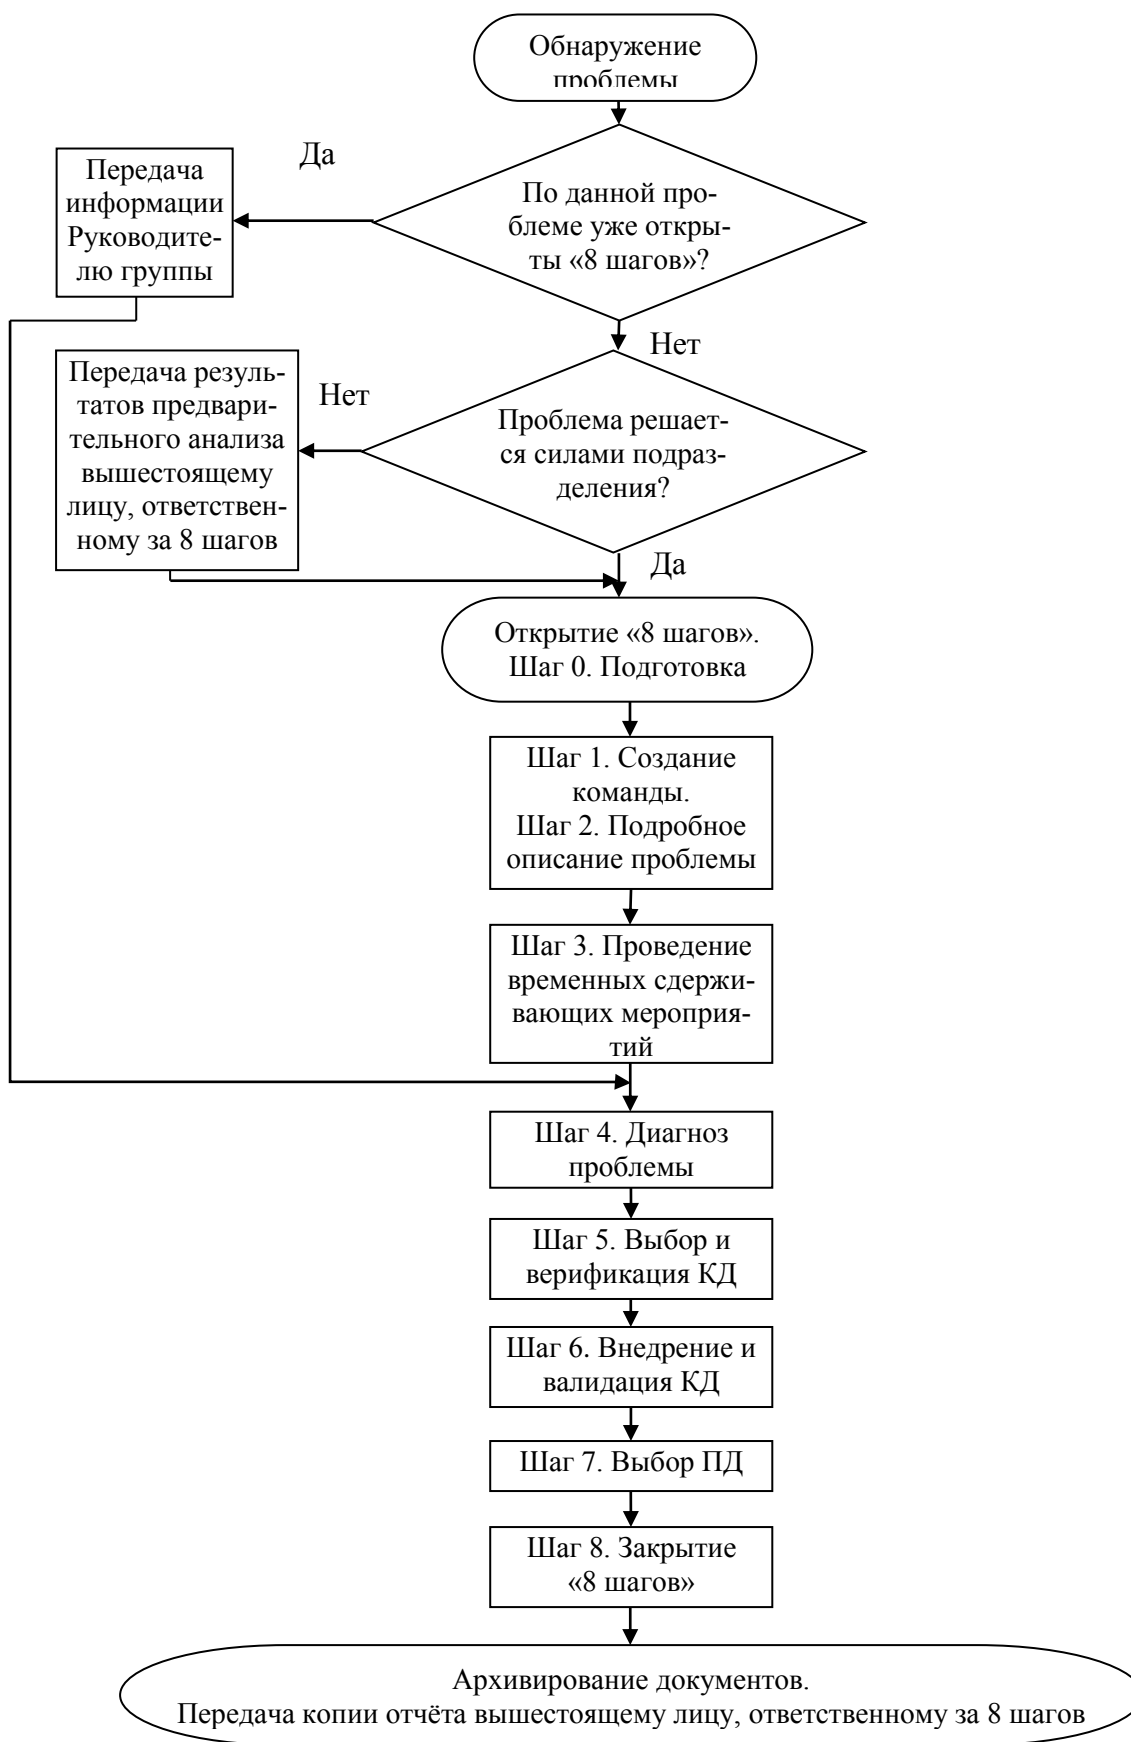 Обнаружение
проблемы
Да
Передача
информации
Руководите-
лю группы
По данной про-
блеме уже откры-
ты «8 шагов»?
Нет
Передача резуль-
татов предвари-
тельного анализа
вышестоящему
лицу, ответствен-
ному за 8 шагов
Нет
Проблема решает-
ся силами подраз-
деления?
Да
Открытие «8 шагов».
Шаг 0. Подготовка
Шаг 1. Создание
команды.
Шаг 2. Подробное
описание проблемы
Шаг 3. Проведение
временных сдержи-
вающих мероприя-
тий
Шаг 4. Диагноз
проблемы
Шаг 5. Выбор и
верификация КД
Шаг 6. Внедрение и
валидация КД
Шаг 7. Выбор ПД
Шаг 8. Закрытие
«8 шагов»
Архивирование документов.
Передача копии отчёта вышестоящему лицу, ответственному за 8 шагов